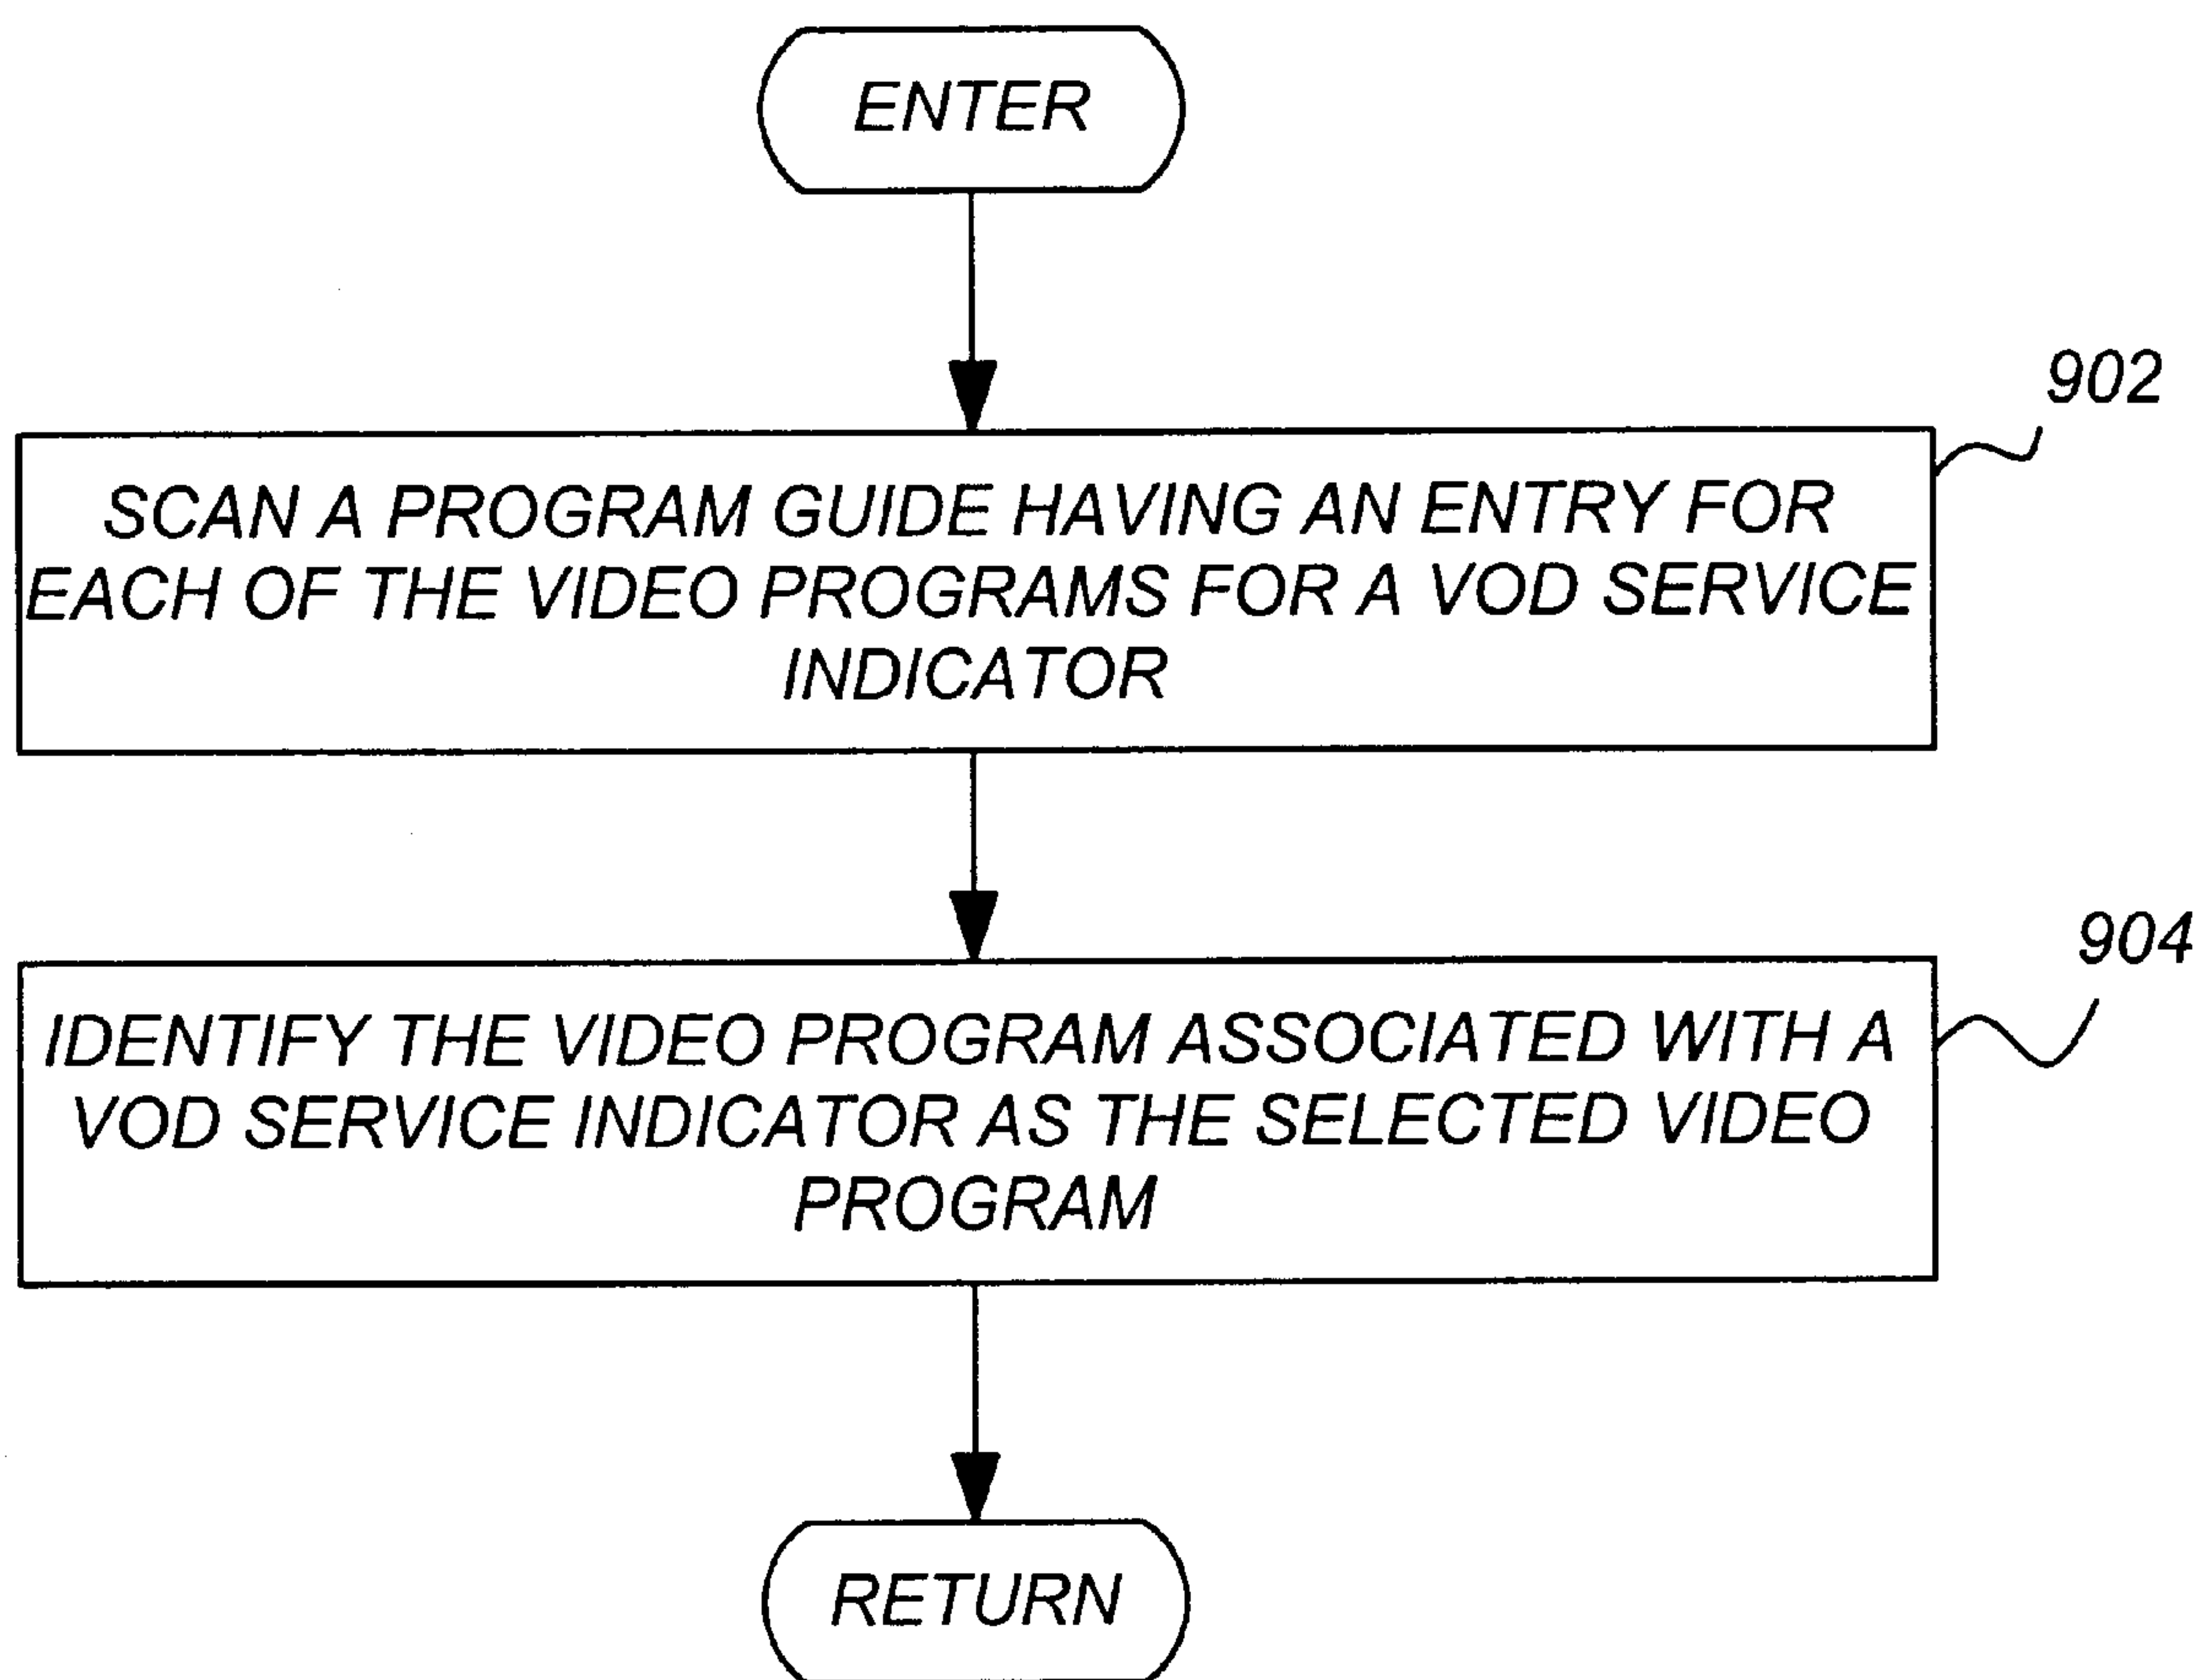 ENTER
902
SCAN A PROGRAM GUIDE HAVING AN ENTRY FOR
EACH OF THE VIDEO PROGRAMS FOR A VOD SERVICE
INDICATOR
904
IDENTIFY THE VIDEO PROGRAM ASSOCIATED WITH A
VOD SERVICE INDICATOR AS THE SELECTED VIDEO
PROGRAM
RETURN